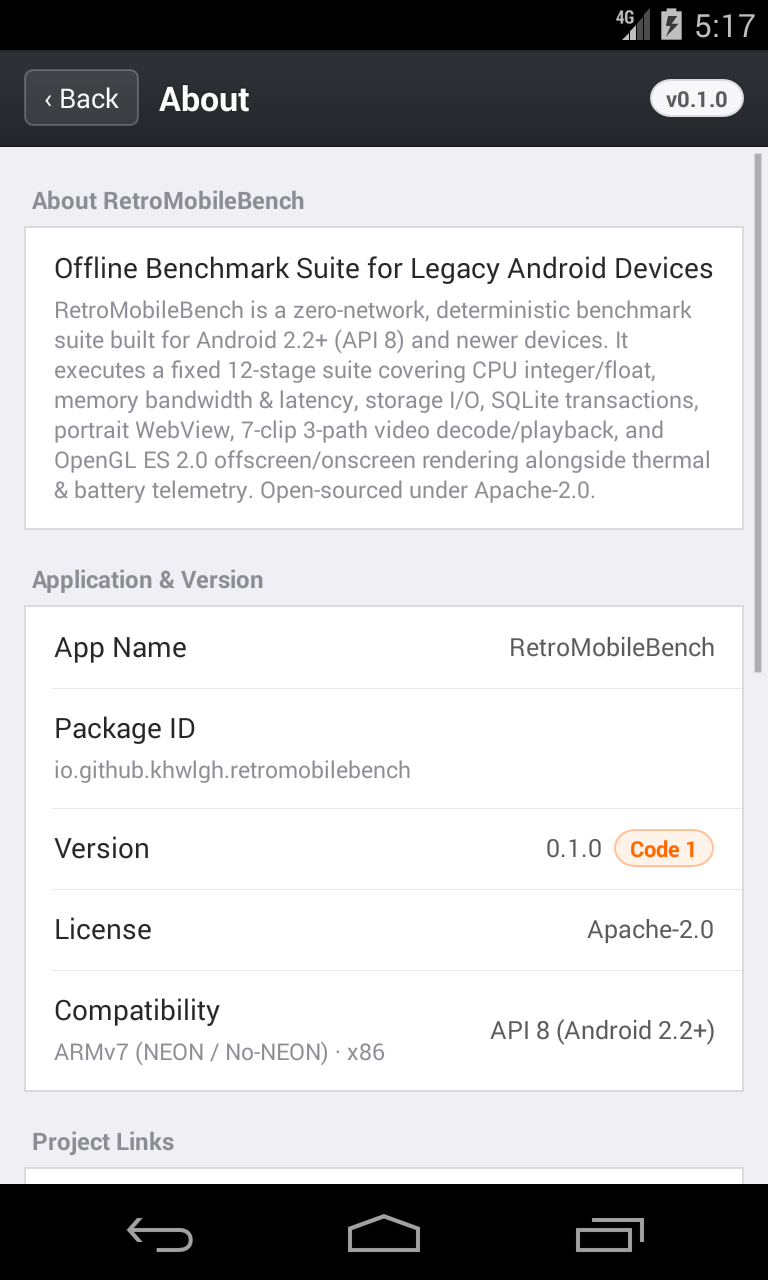 4G 5:17
‹ Back About v0.1.0
About RetroMobileBench
Offline Benchmark Suite for Legacy Android Devices
RetroMobileBench is a zero-network, deterministic benchmark
suite built for Android 2.2+ (API 8) and newer devices. It
executes a fixed 12-stage suite covering CPU integer/float,
memory bandwidth & latency, storage I/O, SQLite transactions,
portrait WebView, 7-clip 3-path video decode/playback, and
OpenGL ES 2.0 offscreen/onscreen rendering alongside thermal
& battery telemetry. Open-sourced under Apache-2.0.
Application & Version
App Name RetroMobileBench
Package ID
io.github.khwlgh.retromobilebench
Version 0.1.0 Code 1
License Apache-2.0
Compatibility
ARMv7 (NEON / No-NEON) · x86 API 8 (Android 2.2+)
Project Links